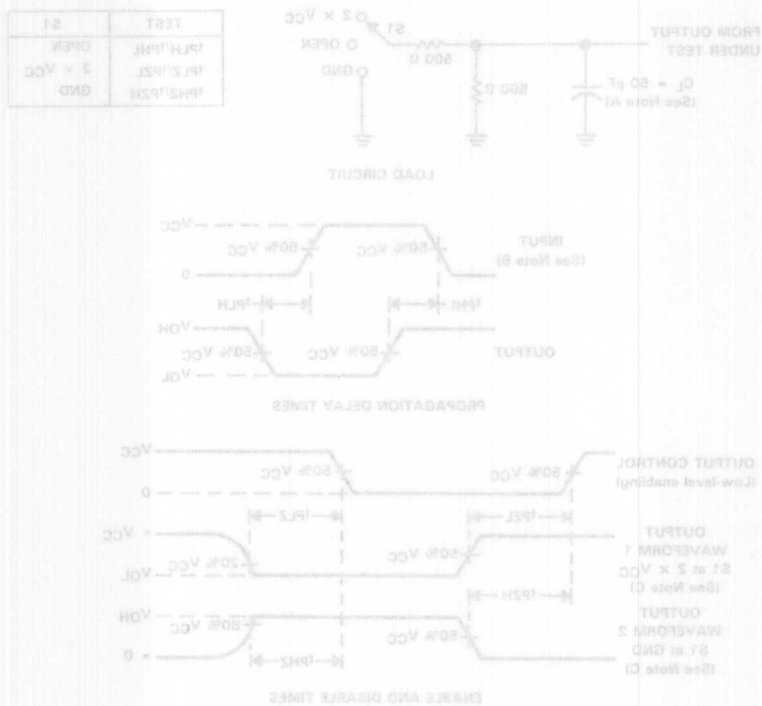 FROM OUTPUT
UNDER TEST
CL = 50 pF
(See Note A)
500 Ω
500 Ω
S1
2 × VCC
OPEN
GND
LOAD CIRCUIT
TEST S1
tPLH/tPHL OPEN
tPLZ/tPZL 2 × VCC
tPHZ/tPZH GND
INPUT
(See Note B)
50% VCC
50% VCC
VCC
0
tPHL
tPLH
OUTPUT
50% VCC
50% VCC
VOH
VOL
PROPAGATION DELAY TIMES
OUTPUT CONTROL
(Low-level enabling)
50% VCC
50% VCC
VCC
0
tPZL
tPLZ
OUTPUT
WAVEFORM 1
S1 at 2 × VCC
(See Note C)
50% VCC
20% VCC
≈ VCC
VOL
tPZH
OUTPUT
WAVEFORM 2
S1 at GND
(See Note C)
50% VCC
80% VCC
VOH
≈ 0
tPHZ
ENABLE AND DISABLE TIMES